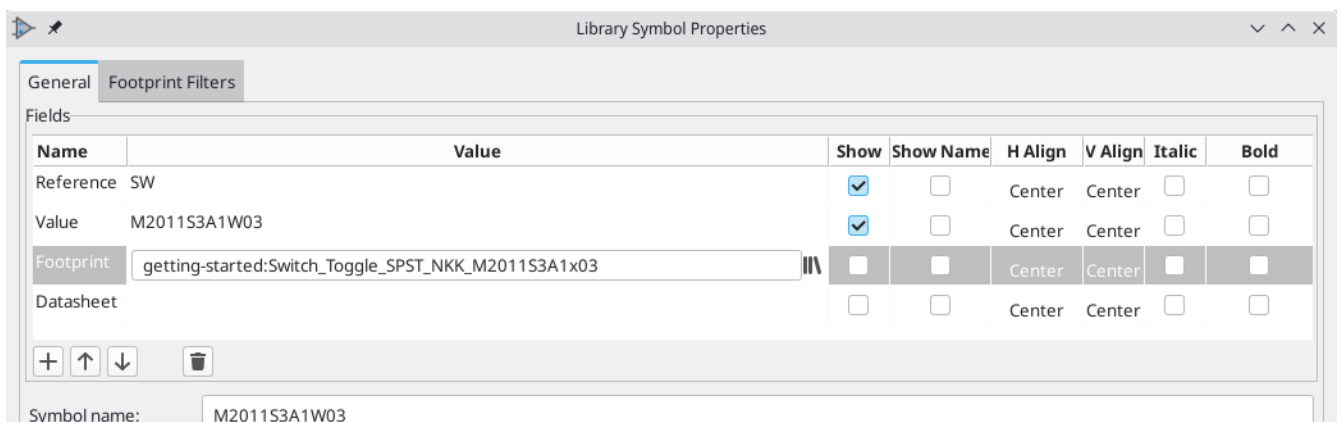 Library Symbol Properties
General Footprint Filters
Fields
Name Value Show Show Name H Align V Align Italic Bold
Reference SW Center Center
Value M2011S3A1W03 Center Center
Footprint getting-started:Switch_Toggle_SPST_NKK_M2011S3A1x03 Center Center
Datasheet Center Center
Symbol name: M2011S3A1W03